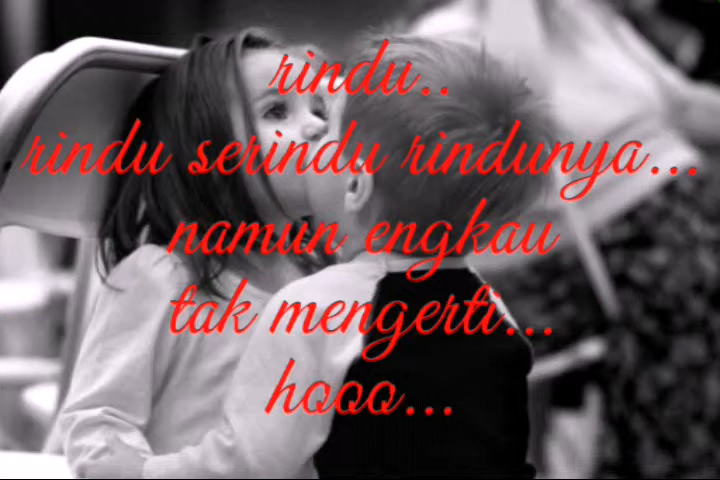 rindu..
rindu serindu rindunya...
namun engkau
tak mengerti...
hooo...